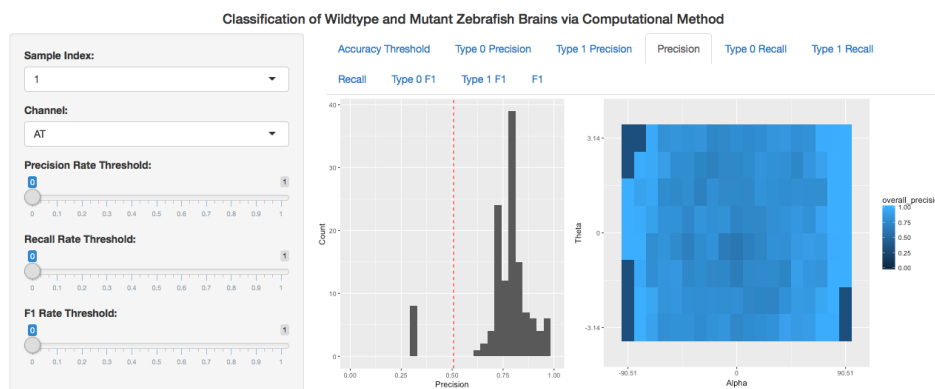 Classification of Wildtype and Mutant Zebrafish Brains via Computational Method
Sample Index:
1
Channel:
AT
Precision Rate Threshold:
0 1
0 0.1 0.2 0.3 0.4 0.5 0.6 0.7 0.8 0.9 1
Recall Rate Threshold:
0 1
0 0.1 0.2 0.3 0.4 0.5 0.6 0.7 0.8 0.9 1
F1 Rate Threshold:
0 1
0 0.1 0.2 0.3 0.4 0.5 0.6 0.7 0.8 0.9 1
Accuracy Threshold Type 0 Precision Type 1 Precision Precision Type 0 Recall Type 1 Recall
Recall Type 0 F1 Type 1 F1 F1
40
30
20
10
0
Count
0.00 0.25 0.50 0.75 1.00
Precision
3.14
0
-3.14
Theta
-90.51 0 90.51
Alpha
overall_precisi
1.00
0.75
0.50
0.25
0.00